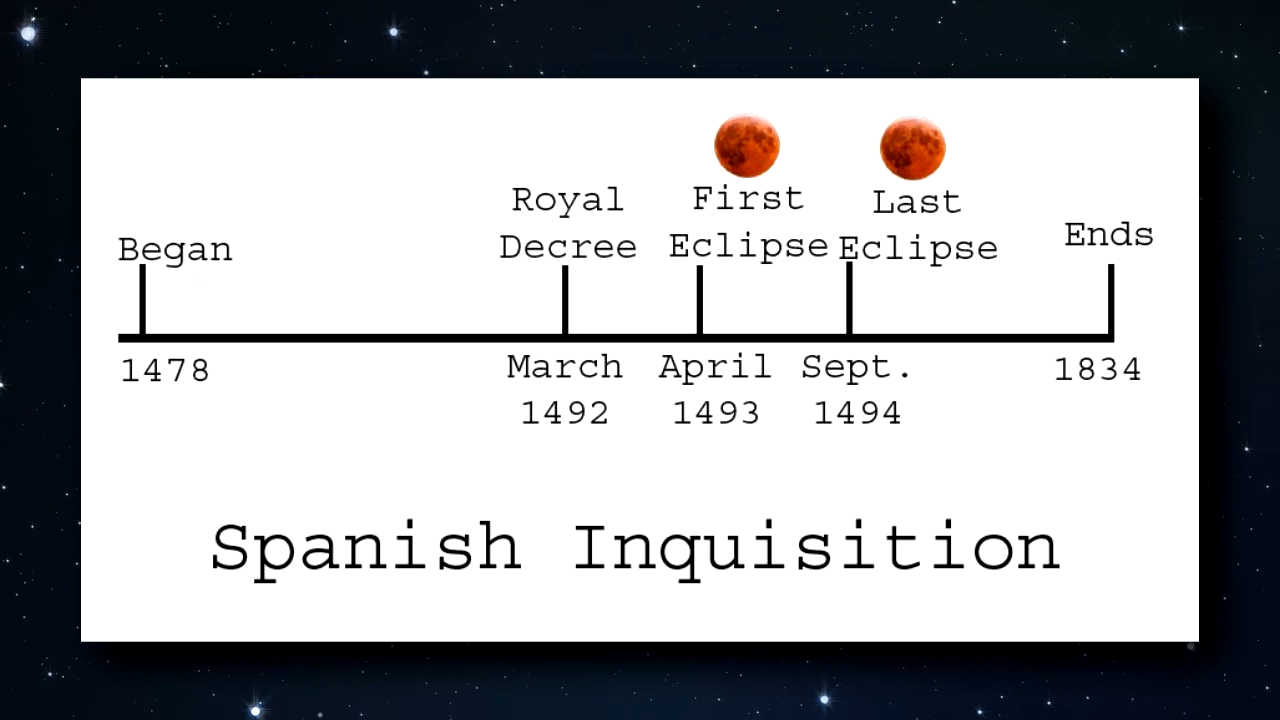 Began
Royal
Decree
First
Eclipse
Last
Eclipse
Ends
1478
March
1492
April
1493
Sept.
1494
1834
Spanish Inquisition